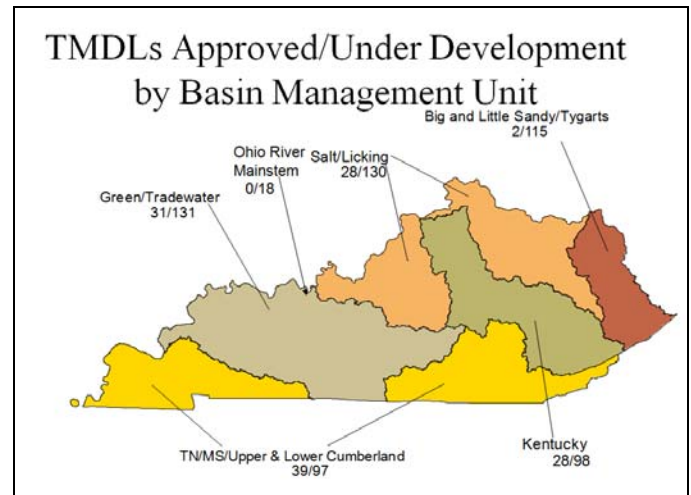 TMDLs Approved/Under Development
by Basin Management Unit
Big and Little Sandy/Tygarts
2/115
Ohio River
Mainstem
0/18
Salt/Licking
28/130
Green/Tradewater
31/131
TN/MS/Upper & Lower Cumberland
39/97
Kentucky
28/98